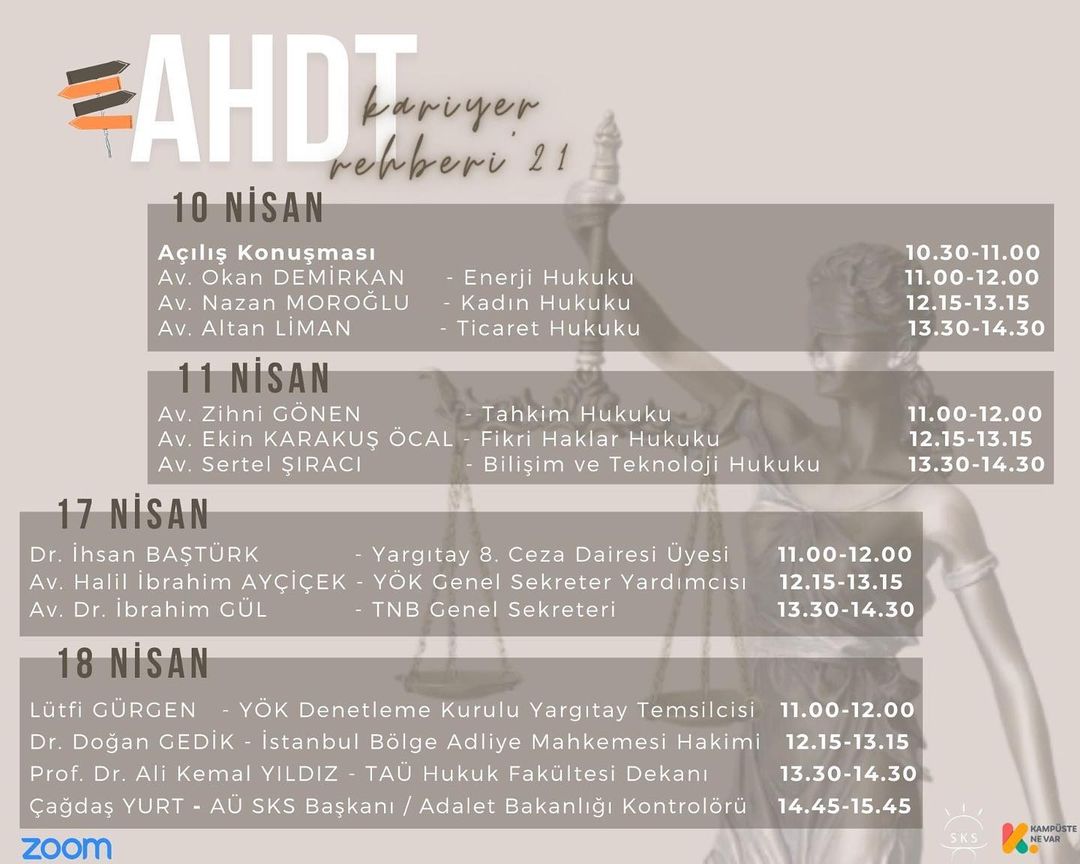 AHDT
kariyer
rehberi '21
10 NİSAN
Açılış Konuşması 10.30-11.00
Av. Okan DEMİRKAN - Enerji Hukuku 11.00-12.00
Av. Nazan MOROĞLU - Kadın Hukuku 12.15-13.15
Av. Altan LİMAN - Ticaret Hukuku 13.30-14.30
11 NİSAN
Av. Zihni GÖNEN - Tahkim Hukuku 11.00-12.00
Av. Ekin KARAKUŞ ÖCAL - Fikri Haklar Hukuku 12.15-13.15
Av. Sertel ŞIRACI - Bilişim ve Teknoloji Hukuku 13.30-14.30
17 NİSAN
Dr. İhsan BAŞTÜRK - Yargıtay 8. Ceza Dairesi Üyesi 11.00-12.00
Av. Halil İbrahim AYÇİÇEK - YÖK Genel Sekreter Yardımcısı 12.15-13.15
Av. Dr. İbrahim GÜL - TNB Genel Sekreteri 13.30-14.30
18 NİSAN
Lütfi GÜRGEN - YÖK Denetleme Kurulu Yargıtay Temsilcisi 11.00-12.00
Dr. Doğan GEDİK - İstanbul Bölge Adliye Mahkemesi Hakimi 12.15-13.15
Prof. Dr. Ali Kemal YILDIZ - TAÜ Hukuk Fakültesi Dekanı 13.30-14.30
Çağdaş YURT - AÜ SKS Başkanı / Adalet Bakanlığı Kontrolörü 14.45-15.45
zoom
SKS
KAMPÜSTE
NE VAR